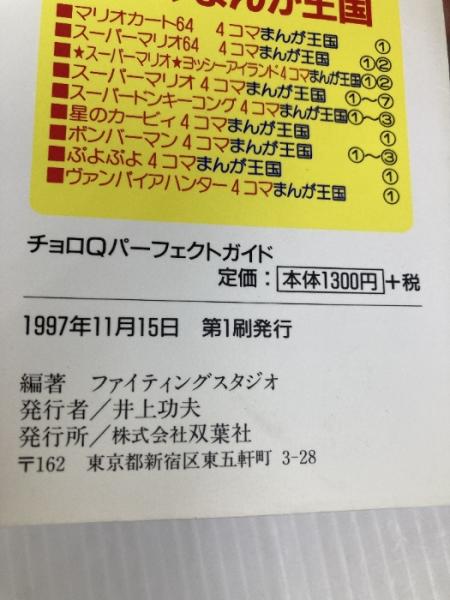 まんが王国
■マリオカート64 4コマまんが王国 ①
■スーパーマリオ64 4コママんが王国 ①②
■★スーパーマリオ★ヨッシーアイランド4コマまんが王国①②
■スーパーマリオ4コマまんが王国 ①〜⑦
■スーパードンキーコング4コマまんが王国①〜③
■星のカービィ4コマまんが王国 ①
■ボンバーマン4コマまんが王国 ①〜③
■ぷよぷよ4コマまんが王国 ①
■ヴァンパイアハンター4コマまんが王国 ①
チョロQパーフェクトガイド
定価：本体1300円+税
1997年11月15日 第1刷発行
編著 ファイティングスタジオ
発行者/井上功夫
発行所/株式会社双葉社
〒162 東京都新宿区東五軒町 3-28